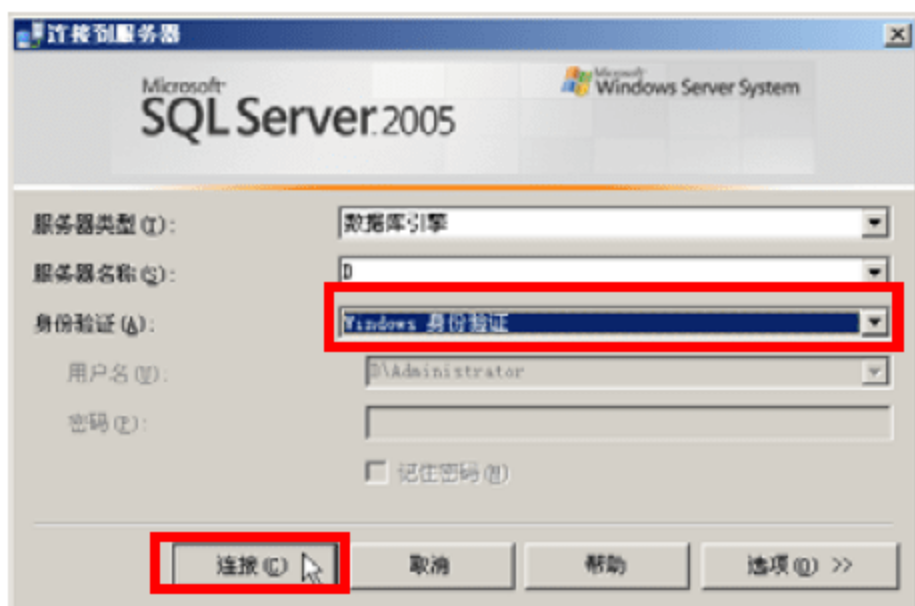 连接到服务器
Microsoft
SQL Server 2005
Microsoft
Windows Server System
服务器类型(T):
数据库引擎
服务器名称(S):
D
身份验证(A):
Windows 身份验证
用户名(U):
D\Administrator
密码(P):
记住密码(M)
连接(C)
取消
帮助
选项(O) >>